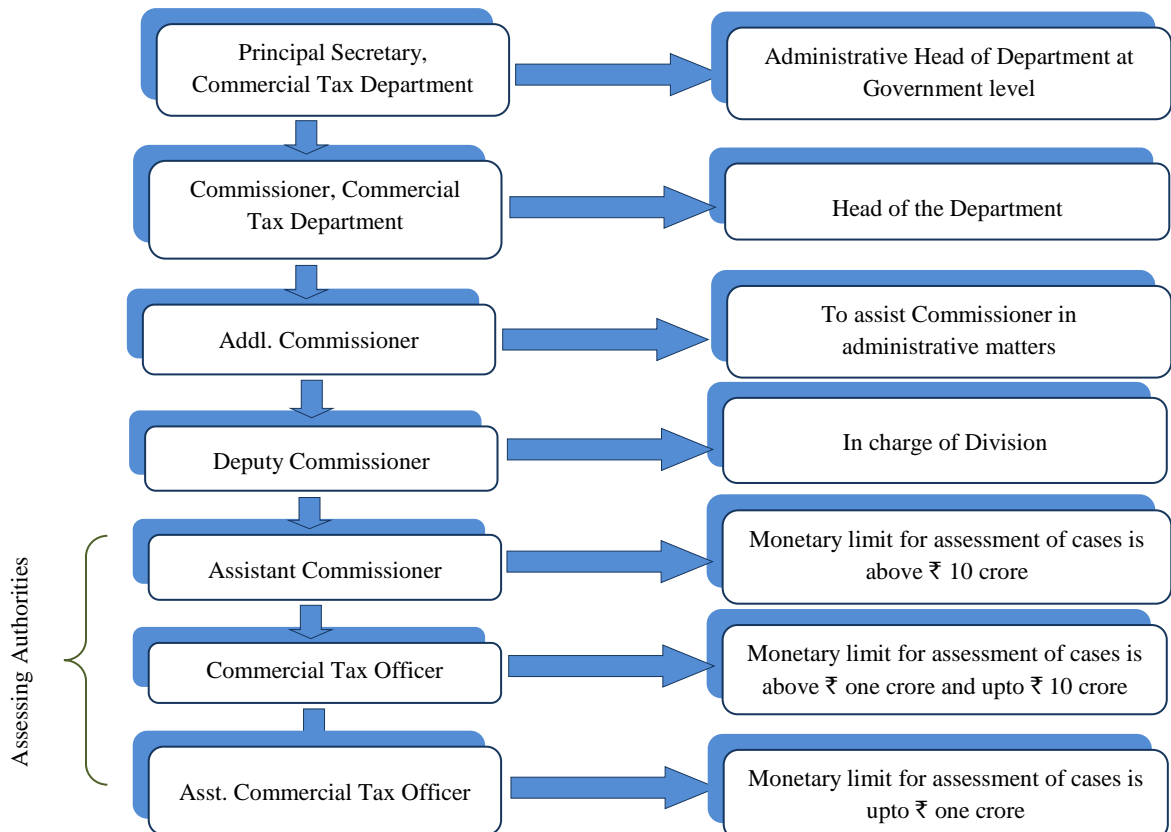 Principal Secretary,
Commercial Tax Department
Administrative Head of Department at
Government level
Commissioner, Commercial
Tax Department
Head of the Department
Addl. Commissioner
To assist Commissioner in
administrative matters
Deputy Commissioner
In charge of Division
Assessing Authorities
Assistant Commissioner
Monetary limit for assessment of cases is
above ₹ 10 crore
Commercial Tax Officer
Monetary limit for assessment of cases is
above ₹ one crore and upto ₹ 10 crore
Asst. Commercial Tax Officer
Monetary limit for assessment of cases is
upto ₹ one crore